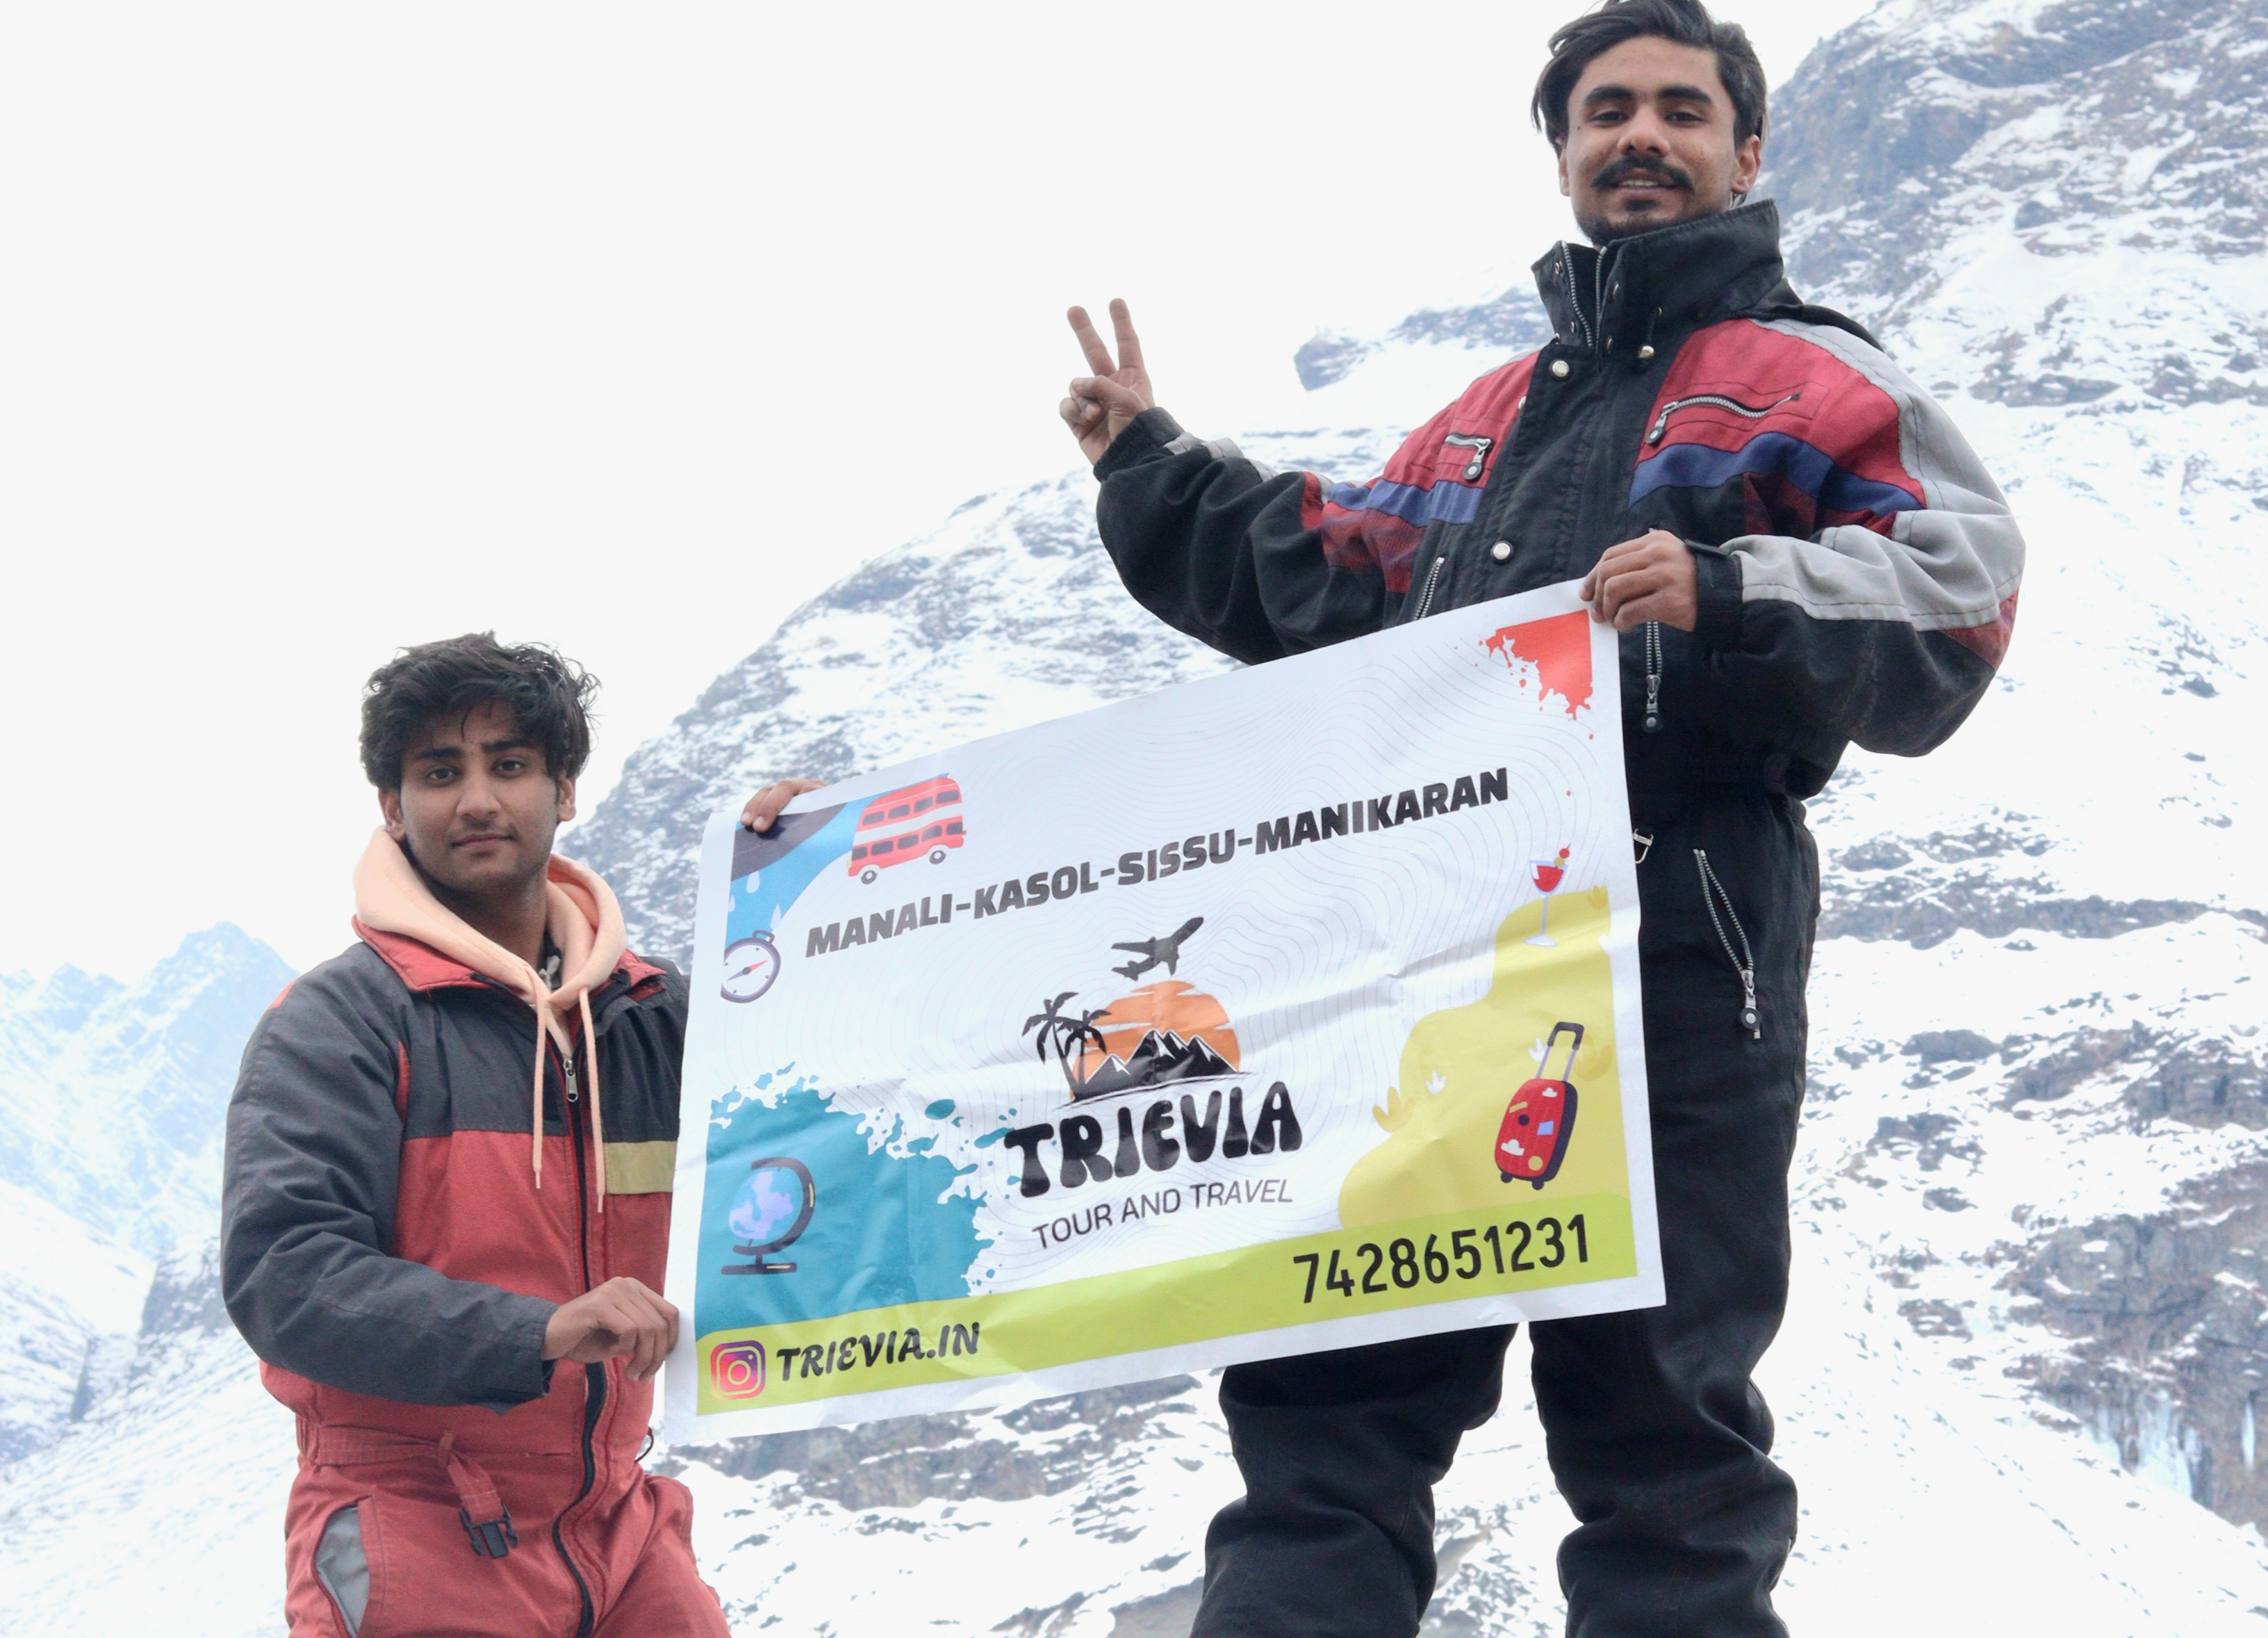 MANALI-KASOL-SISSU-MANIKARAN
TRIEVIA
TOUR AND TRAVEL
7428651231
TRIEVIA.IN